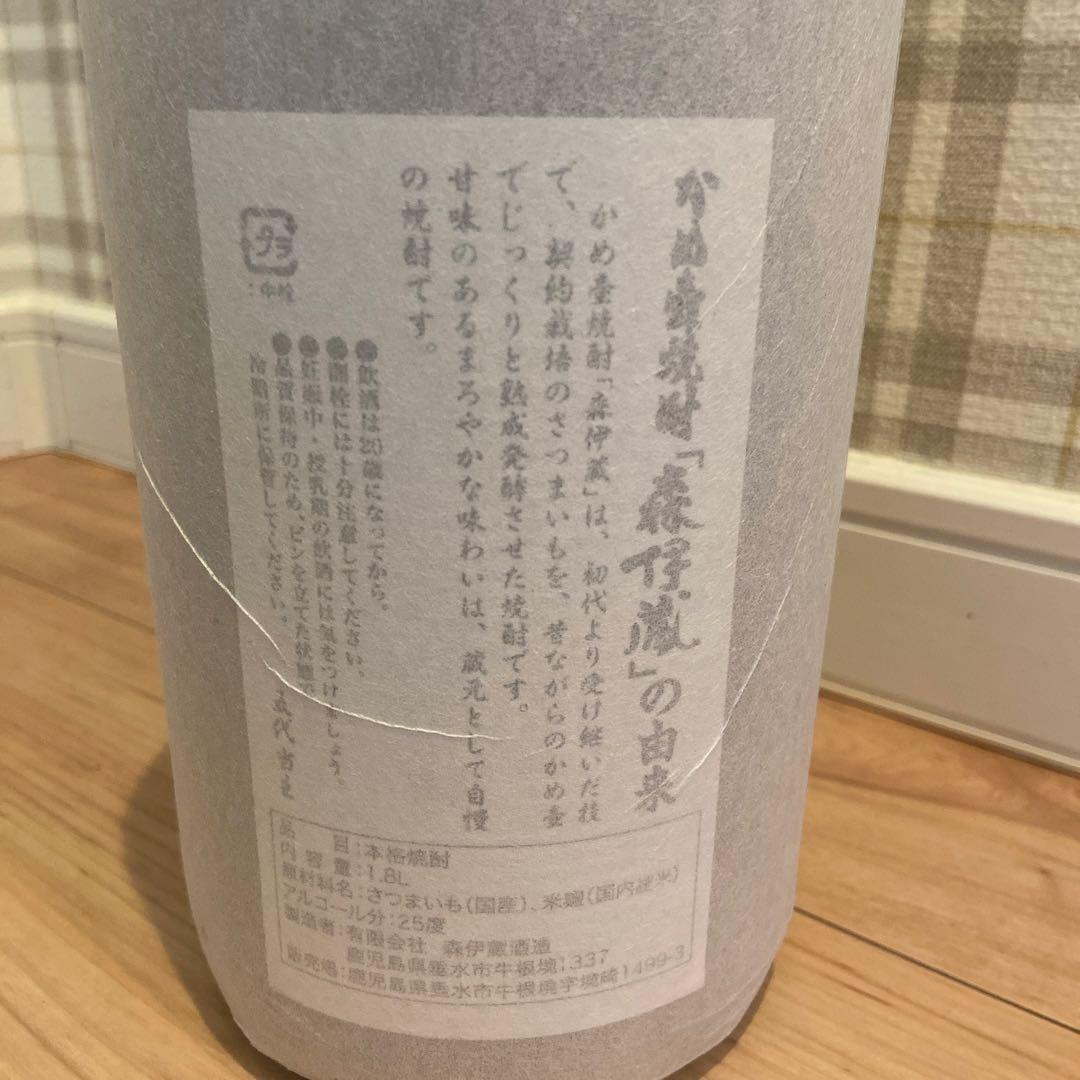 かめ壷焼酎「森伊蔵」の由来
かめ壷焼酎「森伊蔵」は、初代より受け継いだ技
で、契約栽培のさつまいもを、昔ながらのかめ壷
でじっくりと熟成発酵させた焼酎です。
甘味のあるまろやかな味わいは、蔵元として自慢
の焼酎です。
五代当主
●飲酒は20歳になってから。
●開栓には十分注意してください。
●妊娠中・授乳期の飲酒には気をつけましょう。
●品質保持のため、ビンを立てた状態で
冷暗所に保管してください。
プラ
:中栓
品目:本格焼酎
内容量:1.8L
原材料名:さつまいも(国産)、米麹(国内産米)
アルコール分:25度
製造者:有限会社 森伊蔵酒造
鹿児島県垂水市牛根境1337
販売場:鹿児島県垂水市牛根境字境崎1499-3